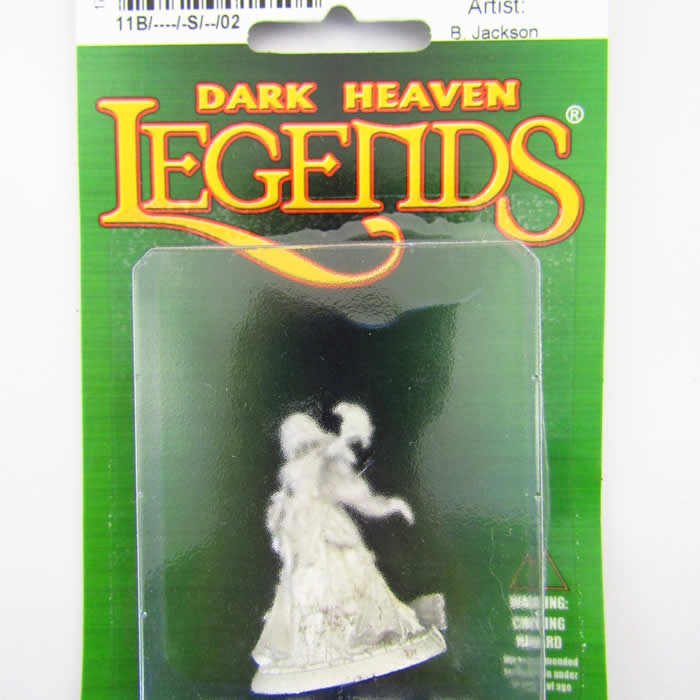 11B/----/-S/--/02
Artist:
B. Jackson
DARK HEAVEN
LEGENDS®
WARNING:
CHOKING
HAZARD